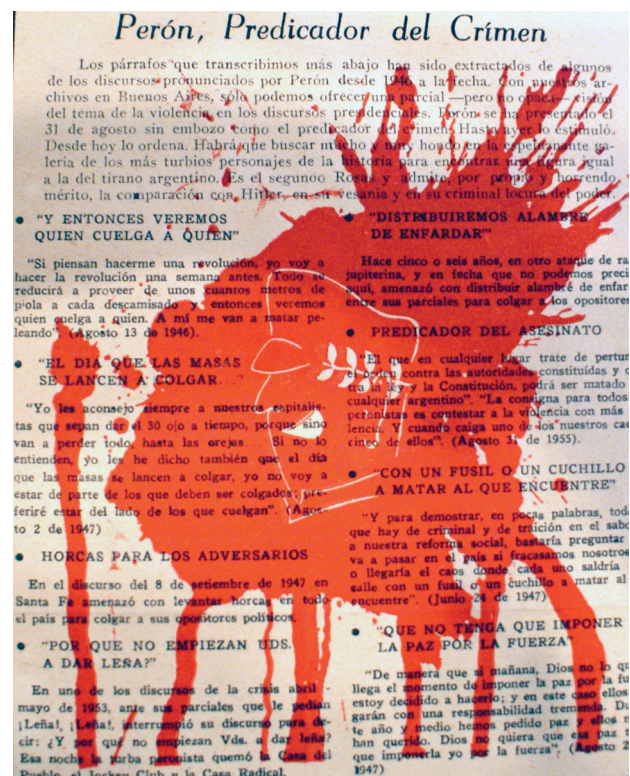 Perón, Predicador del Crímen
Los párrafos que transcribimos más abajo han sido extractados de algunos
de los discursos pronunciados por Perón desde 1946 a la fecha. Con nuestros ar-
chivos en Buenos Aires, sólo podemos ofrecer una parcial —pero no opaca— visión
del tema de la violencia en los discursos presidenciales. Perón se ha presentado el
31 de agosto sin embozo como el predicador del crimen. Hasta ayer lo estimuló.
Desde hoy lo ordena. Habrá que buscar mucho y muy hondo en la espeluznante ga-
lería de los más turbios personajes de la historia para encontrar una figura igual
a la del tirano argentino. Es el segundo Rosas y admite, por propio y horrendo
mérito, la comparación con Hitler, en su vesania y en su criminal locura del poder.
● "Y ENTONCES VEREMOS
QUIEN CUELGA A QUIEN"
"Si piensan hacerme una revolución, yo voy a
hacer la revolución una semana antes. Todo se
reducirá a proveer de unos cuantos metros de
piola a cada descamisado y entonces veremos
quien cuelga a quien. A mí me van a matar pe-
leando". (Agosto 13 de 1946).
● "EL DIA QUE LAS MASAS
SE LANCEN A COLGAR..."
"Yo les aconsejo siempre a nuestros capitalis-
tas que sepan dar el 30 ojo a tiempo, porque sino
van a perder todo, hasta las orejas... Si no lo
entienden, yo les he dicho también que el día
que las masas se lancen a colgar, yo no voy a
estar de parte de los que deben ser colgados; pre-
feriré estar del lado de los que cuelgan". (Agos-
to 2 de 1947)
● HORCAS PARA LOS ADVERSARIOS
En el discurso del 8 de setiembre de 1947 en
Santa Fe amenazó con levantar horcas en todo
el país para colgar a sus opositores políticos.
● "POR QUE NO EMPIEZAN UDS.
A DAR LEÑA?"
En uno de los discursos de la crisis abril -
mayo de 1953, ante sus parciales que le pedían
¡Leña!, ¡Leña!, interrumpió su discurso para de-
cir: ¿Y por qué no empiezan Vds. a dar leña?
Esa noche la turba peronista quemó la Casa del
Pueblo, el Jockey Club y la Casa Radical.
● "DISTRIBUIREMOS ALAMBRE
DE ENFARDAR"
Hace cinco o seis años, en otro ataque de ra
jupiterina, y en fecha que no podemos preci
aquí, amenazó con distribuir alambre de enfar
entre sus parciales para colgar a los opositores
● PREDICADOR DEL ASESINATO
"El que en cualquier lugar trate de pertur
el orden contra las autoridades constituídas y c
tra la ley y la Constitución, podrá ser matado
cualquier argentino". "La consigna para todos
peronistas es contestar a la violencia con más
lencia. Y cuando caiga uno de los nuestros cae
cinco de ellos". (Agosto 31 de 1955).
● "CON UN FUSIL O UN CUCHILLO
A MATAR AL QUE ENCUENTRE"
"Y para demostrar, en pocas palabras, todo
que hay de criminal y de traición en el sabo
a nuestra reforma social, bastaría preguntar
va a pasar en el país si fracasamos nosotros
o llegaría el caos donde cada uno saldría
calle con un fusil o un cuchillo a matar al
encuentre". (Junio 24 de 1947)
● "QUE NO TENGA QUE IMPONER
LA PAZ POR LA FUERZA"
"De manera que si mañana, Dios no lo qu
llega el momento de imponer la paz por la fu
estoy decidido a hacerlo; y en este caso ellos
garán con una responsabilidad tremenda. Du
te año y medio hemos pedido paz y ellos n
han querido. Dios no quiera que esa paz t
que imponerla yo por la fuerza". (Agosto 2
1947)